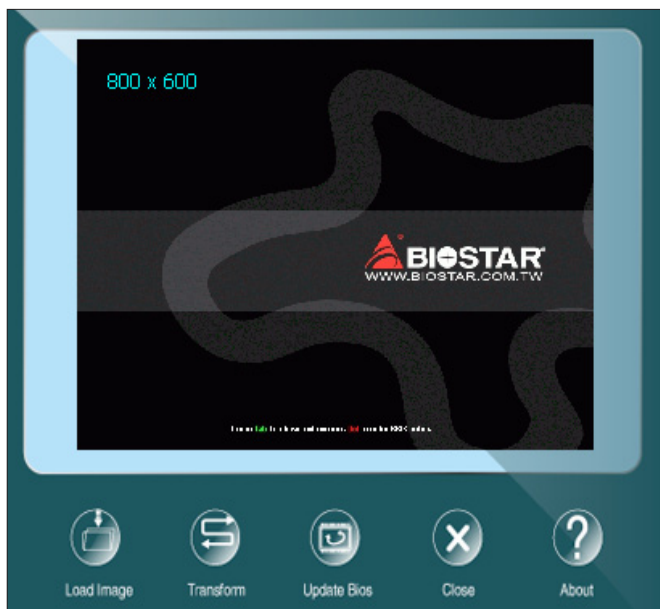 800 x 600
BIOSTAR
WWW.BIOSTAR.COM.TW
Load Image
Transform
Update Bios
Close
About